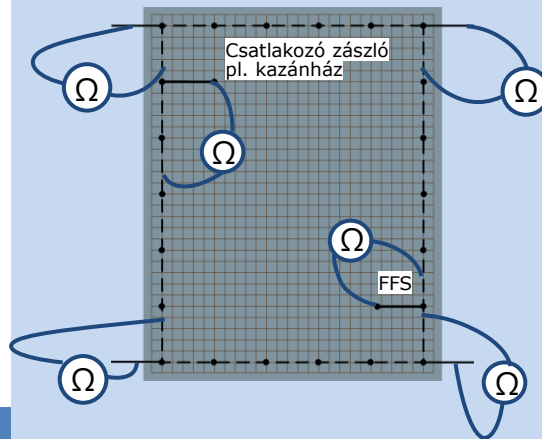 Csatlakozó zászló
pl. kazánház
Ω
Ω
Ω
Ω
FFS
Ω
Ω